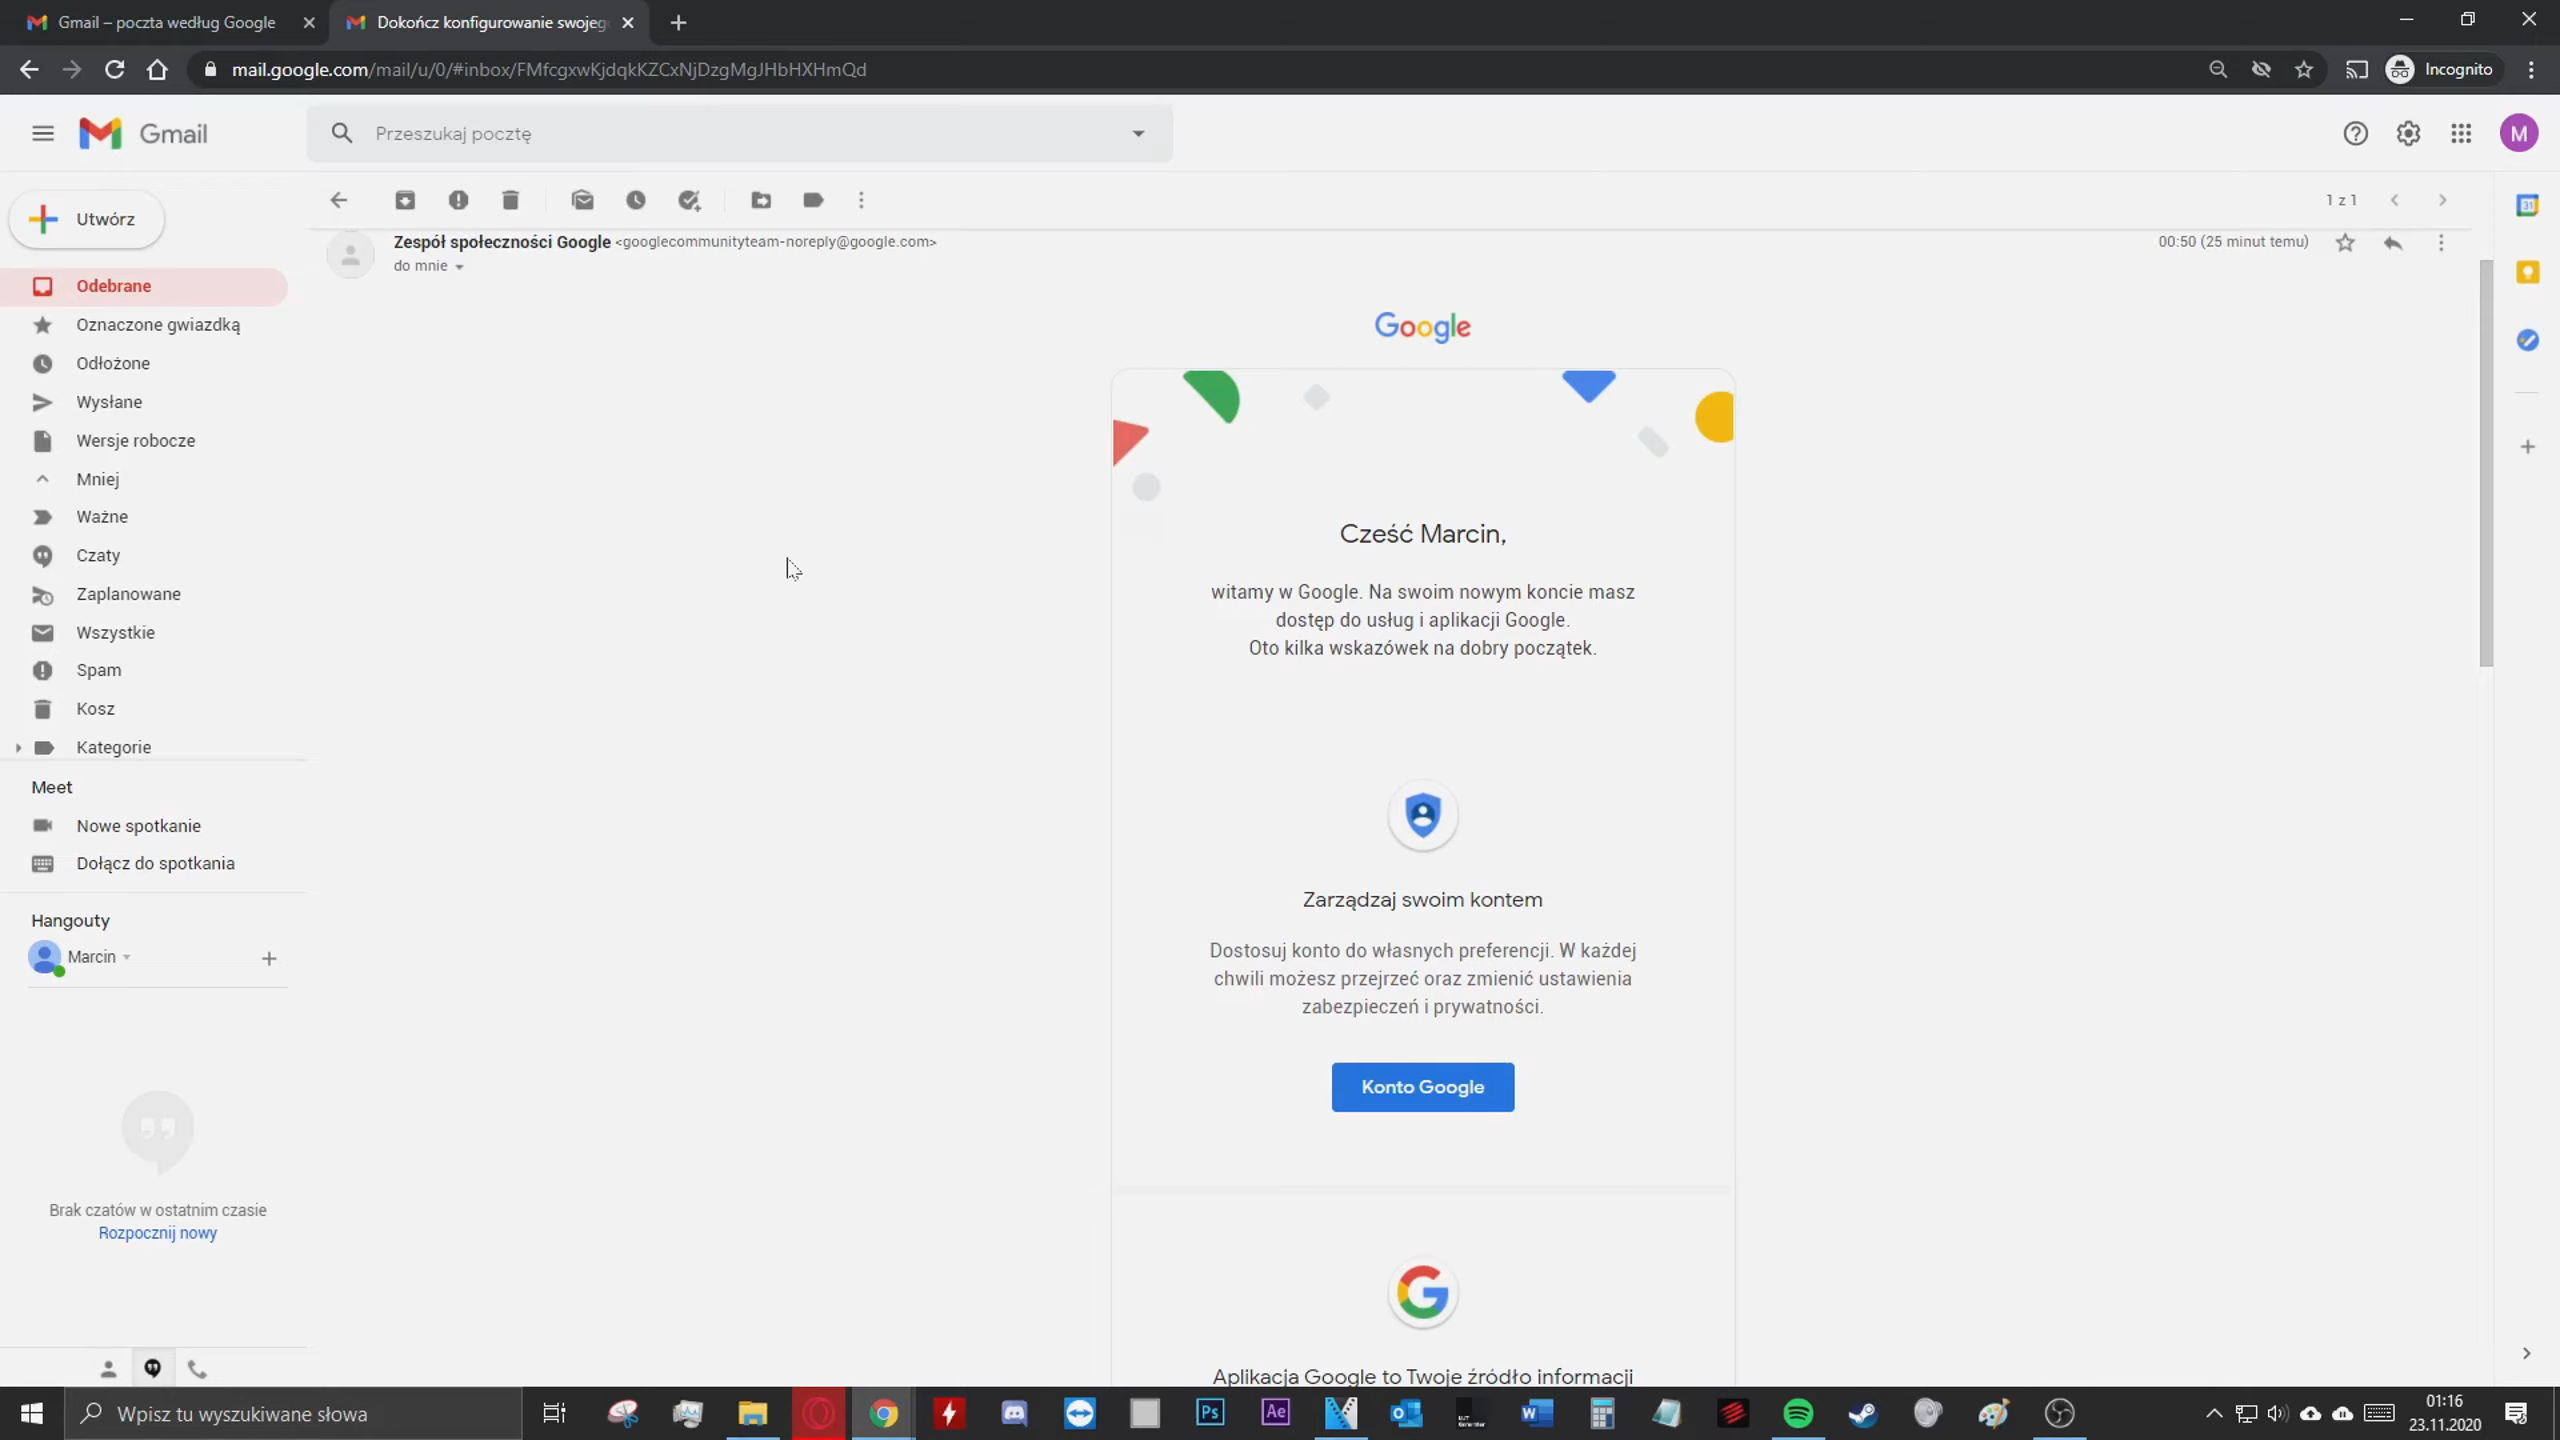 Gmail – poczta według Google
Dokończ konfigurowanie swojego
mail.google.com/mail/u/0/#inbox/FMfcgxwKjdqkKZCxNjDzgMgJHbHXHmQd
Incognito
Gmail
Przeszukaj pocztę
M
Utwórz
1 z 1
31
Zespół społeczności Google <googlecommunityteam-noreply@google.com>
00:50 (25 minut temu)
do mnie
Odebrane
Oznaczone gwiazdką
Odłożone
Wysłane
Wersje robocze
Mniej
Ważne
Czaty
Zaplanowane
Wszystkie
Spam
Kosz
Kategorie
Meet
Nowe spotkanie
Dołącz do spotkania
Hangouty
Marcin
Brak czatów w ostatnim czasie
Rozpocznij nowy
Google
Cześć Marcin,
witamy w Google. Na swoim nowym koncie masz
dostęp do usług i aplikacji Google.
Oto kilka wskazówek na dobry początek.
Zarządzaj swoim kontem
Dostosuj konto do własnych preferencji. W każdej
chwili możesz przejrzeć oraz zmienić ustawienia
zabezpieczeń i prywatności.
Konto Google
G
Aplikacja Google to Twoje źródło informacji
Wpisz tu wyszukiwane słowa
Ps
Ae
01:16
23.11.2020